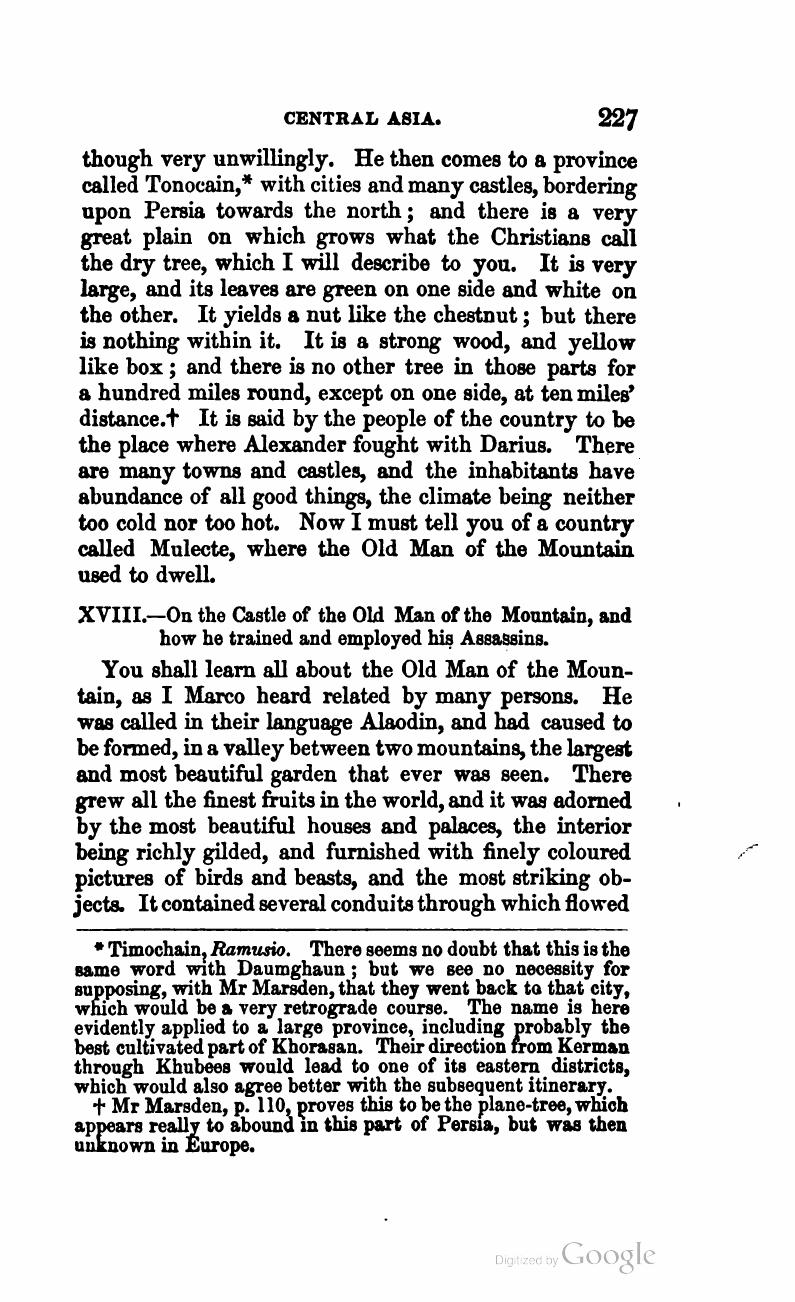 CENTRAL ASIA. 227
though very unwillingly. He then comes to a province
called Tonocain,* with cities and many castles, bordering
upon Persia towards the north; and there is a very
great plain on which grows what the Christians call
the dry tree, which I will describe to you. It is very
large, and its leaves are green on one side and white on
the other. It yields a nut like the chestnut; but there
is nothing within it. It is a strong wood, and yellow
like box; and there is no other tree in those parts for
a hundred miles round, except on one side, at ten miles'
distance.† It is said by the people of the country to be
the place where Alexander fought with Darius. There
are many towns and castles, and the inhabitants have
abundance of all good things, the climate being neither
too cold nor too hot. Now I must tell you of a country
called Mulecte, where the Old Man of the Mountain
used to dwell.
XVIII.—On the Castle of the Old Man of the Mountain, and
how he trained and employed his Assassins.
You shall learn all about the Old Man of the Moun-
tain, as I Marco heard related by many persons. He
was called in their language Alaodin, and had caused to
be formed, in a valley between two mountains, the largest
and most beautiful garden that ever was seen. There
grew all the finest fruits in the world, and it was adorned
by the most beautiful houses and palaces, the interior
being richly gilded, and furnished with finely coloured
pictures of birds and beasts, and the most striking ob-
jects. It contained several conduits through which flowed
* Timochain, Ramusio. There seems no doubt that this is the
same word with Daumghaun; but we see no necessity for
supposing, with Mr Marsden, that they went back to that city,
which would be a very retrograde course. The name is here
evidently applied to a large province, including probably the
best cultivated part of Khorasan. Their direction from Kerman
through Khubees would lead to one of its eastern districts,
which would also agree better with the subsequent itinerary.
† Mr Marsden, p. 110, proves this to be the plane-tree, which
appears really to abound in this part of Persia, but was then
unknown in Europe.
Digitized by Google